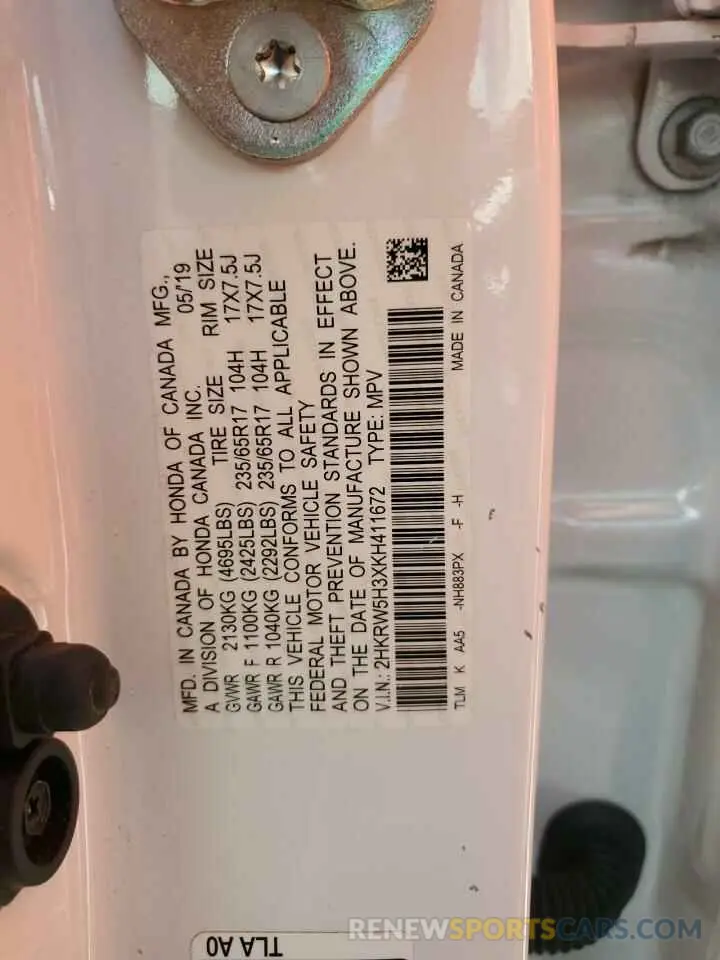 MFD. IN CANADA BY HONDA OF CANADA MFG.,
A DIVISION OF HONDA CANADA INC. 05/'19
GVWR 2130KG (4695LBS) TIRE SIZE RIM SIZE
GAWR F 1100KG (2425LBS) 235/65R17 104H 17X7.5J
GAWR R 1040KG (2292LBS) 235/65R17 104H 17X7.5J
THIS VEHICLE CONFORMS TO ALL APPLICABLE
FEDERAL MOTOR VEHICLE SAFETY
AND THEFT PREVENTION STANDARDS IN EFFECT
ON THE DATE OF MANUFACTURE SHOWN ABOVE.
V.I.N.: 2HKRW5H3XKH411672 TYPE: MPV
TLM K AA5 -NH883PX -F -H MADE IN CANADA
TLA A0
RENEWSPORTSCARS.COM